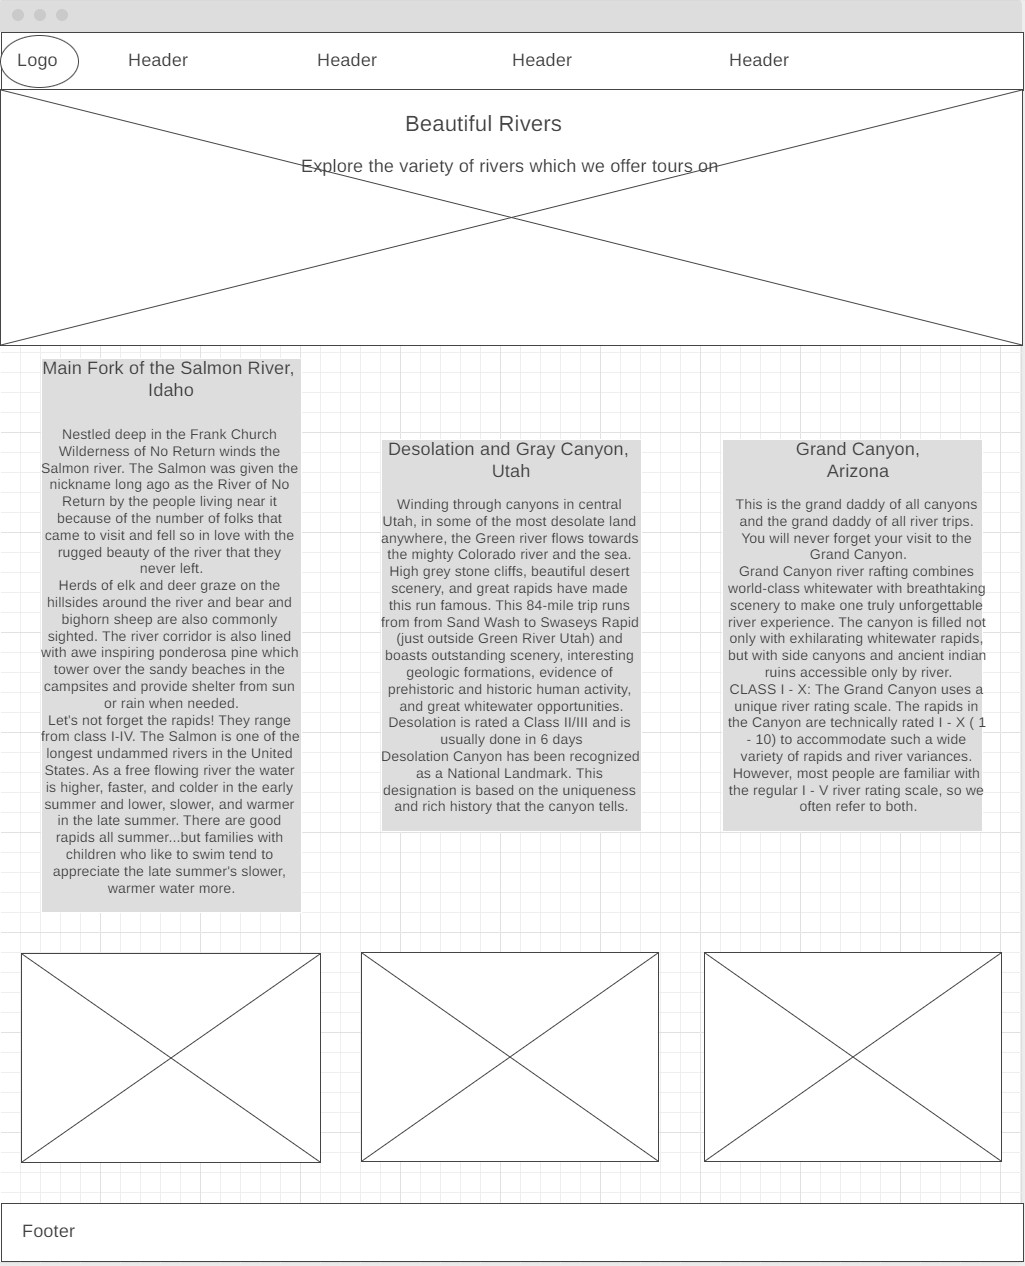 Logo
Header
Header
Header
Header
Beautiful Rivers
Explore the variety of rivers which we offer tours on
Main Fork of the Salmon River,
Idaho
Nestled deep in the Frank Church
Wilderness of No Return winds the
Salmon river. The Salmon was given the
nickname long ago as the River of No
Return by the people living near it
because of the number of folks that
came to visit and fell so in love with the
rugged beauty of the river that they
never left.
Herds of elk and deer graze on the
hillsides around the river and bear and
bighorn sheep are also commonly
sighted. The river corridor is also lined
with awe inspiring ponderosa pine which
tower over the sandy beaches in the
campsites and provide shelter from sun
or rain when needed.
Let's not forget the rapids! They range
from class I-IV. The Salmon is one of the
longest undammed rivers in the United
States. As a free flowing river the water
is higher, faster, and colder in the early
summer and lower, slower, and warmer
in the late summer. There are good
rapids all summer...but families with
children who like to swim tend to
appreciate the late summer's slower,
warmer water more.
Desolation and Gray Canyon,
Utah
Winding through canyons in central
Utah, in some of the most desolate land
anywhere, the Green river flows towards
the mighty Colorado river and the sea.
High grey stone cliffs, beautiful desert
scenery, and great rapids have made
this run famous. This 84-mile trip runs
from from Sand Wash to Swaseys Rapid
(just outside Green River Utah) and
boasts outstanding scenery, interesting
geologic formations, evidence of
prehistoric and historic human activity,
and great whitewater opportunities.
Desolation is rated a Class II/III and is
usually done in 6 days
Desolation Canyon has been recognized
as a National Landmark. This
designation is based on the uniqueness
and rich history that the canyon tells.
Grand Canyon,
Arizona
This is the grand daddy of all canyons
and the grand daddy of all river trips.
You will never forget your visit to the
Grand Canyon.
Grand Canyon river rafting combines
world-class whitewater with breathtaking
scenery to make one truly unforgettable
river experience. The canyon is filled not
only with exhilarating whitewater rapids,
but with side canyons and ancient indian
ruins accessible only by river.
CLASS I - X: The Grand Canyon uses a
unique river rating scale. The rapids in
the Canyon are technically rated I - X ( 1
- 10) to accommodate such a wide
variety of rapids and river variances.
However, most people are familiar with
the regular I - V river rating scale, so we
often refer to both.
Footer